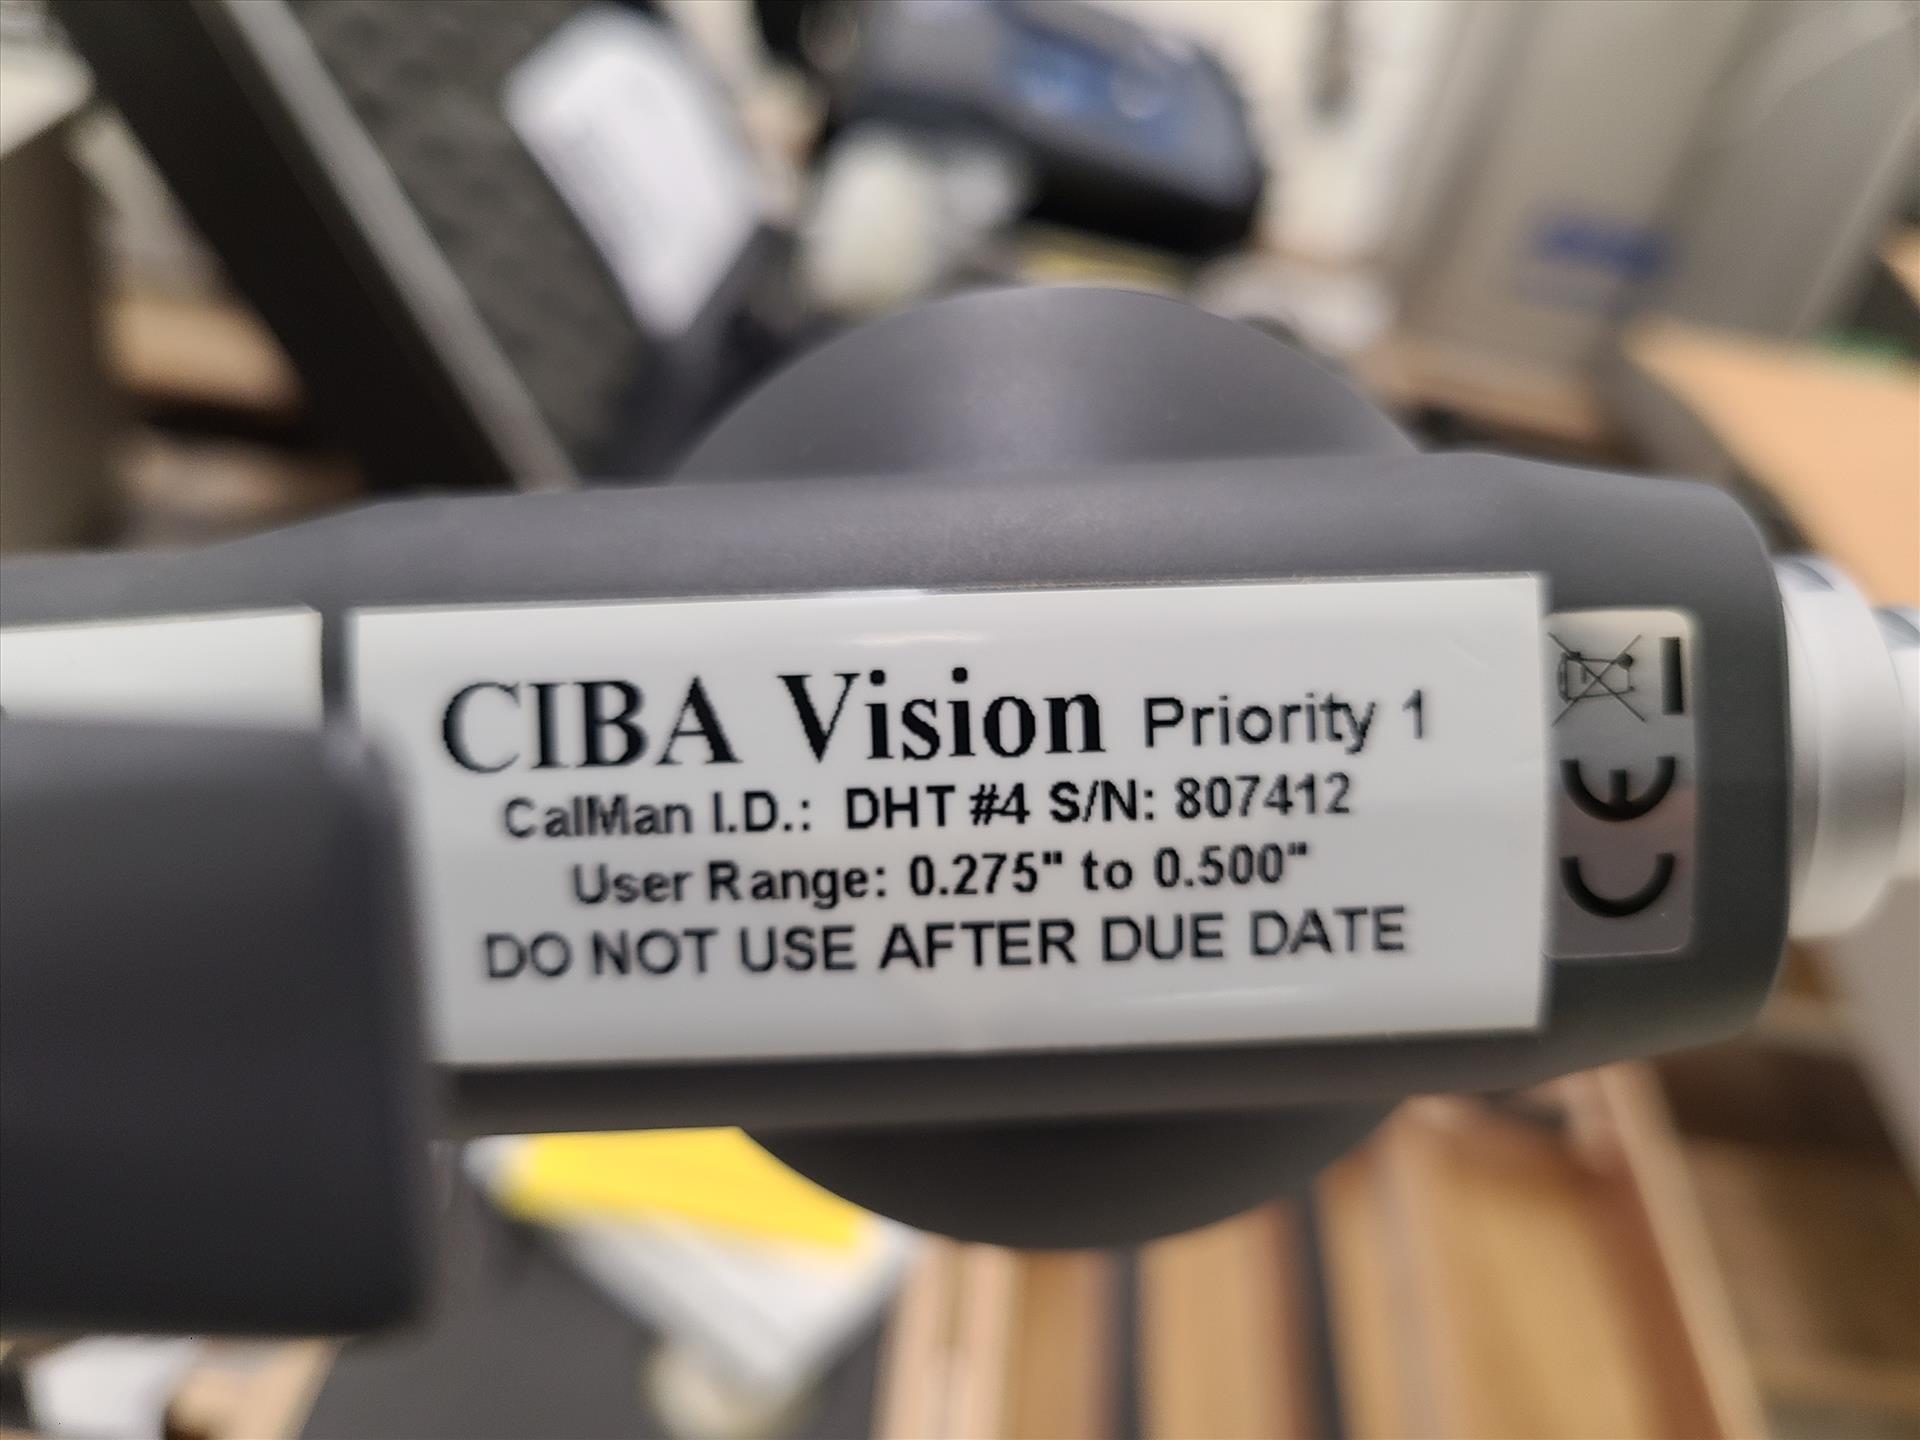 CIBA Vision Priority 1
CalMan I.D.: DHT #4 S/N: 807412
User Range: 0.275" to 0.500"
DO NOT USE AFTER DUE DATE
CE